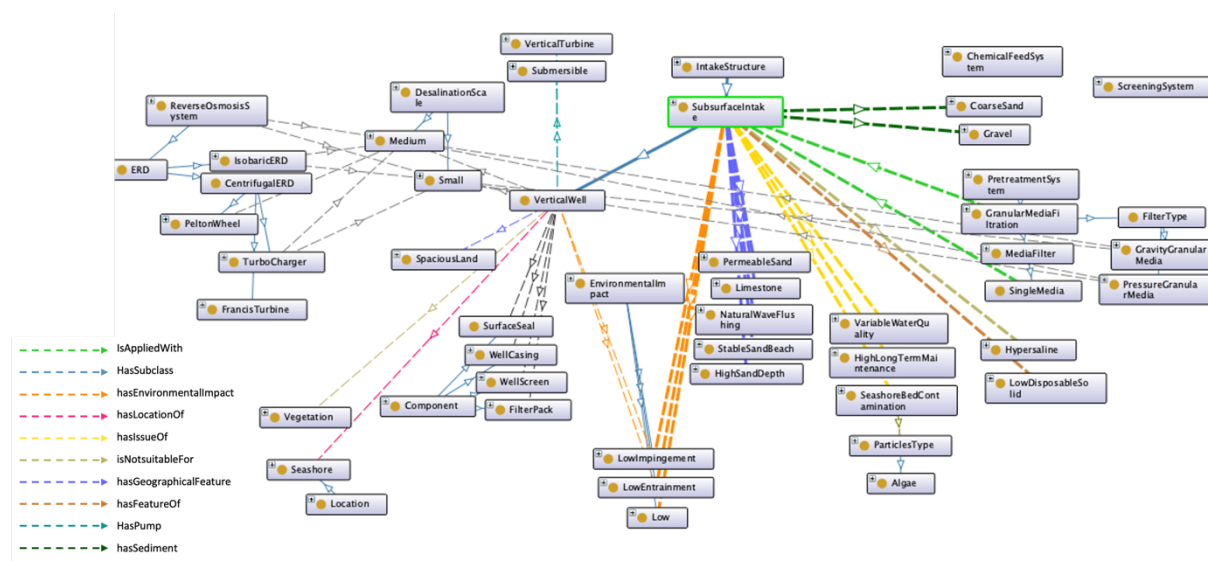 VerticalTurbine
Submersible
IntakeStructure
ChemicalFeedSys
tem
ScreeningSystem
ReverseOsmosisS
ystem
DesalinationSca
le
SubsurfaceIntak
e
CoarseSand
Gravel
Medium
ERD
IsobaricERD
CentrifugalERD
Small
VerticalWell
PretreatmentSys
tem
PeltonWheel
GranularMediaFi
ltration
FilterType
TurboCharger
SpaciousLand
PermeableSand
MediaFilter
GravityGranular
Media
EnvironmentalIm
pact
Limestone
SingleMedia
PressureGranula
rMedia
FrancisTurbine
SurfaceSeal
NaturalWaveFlus
hing
VariableWaterQu
ality
WellCasing
StableSandBeach
HighLongTermMai
ntenance
Hypersaline
WellScreen
HighSandDepth
LowDisposableSo
lid
Component
FilterPack
SeashoreBedCont
amination
Vegetation
ParticlesType
Seashore
LowImpingement
Algae
Location
LowEntrainment
Low
IsAppliedWith
HasSubclass
hasEnvironmentalImpact
hasLocationOf
hasIssueOf
isNotsuitableFor
hasGeographicalFeature
hasFeatureOf
HasPump
hasSediment